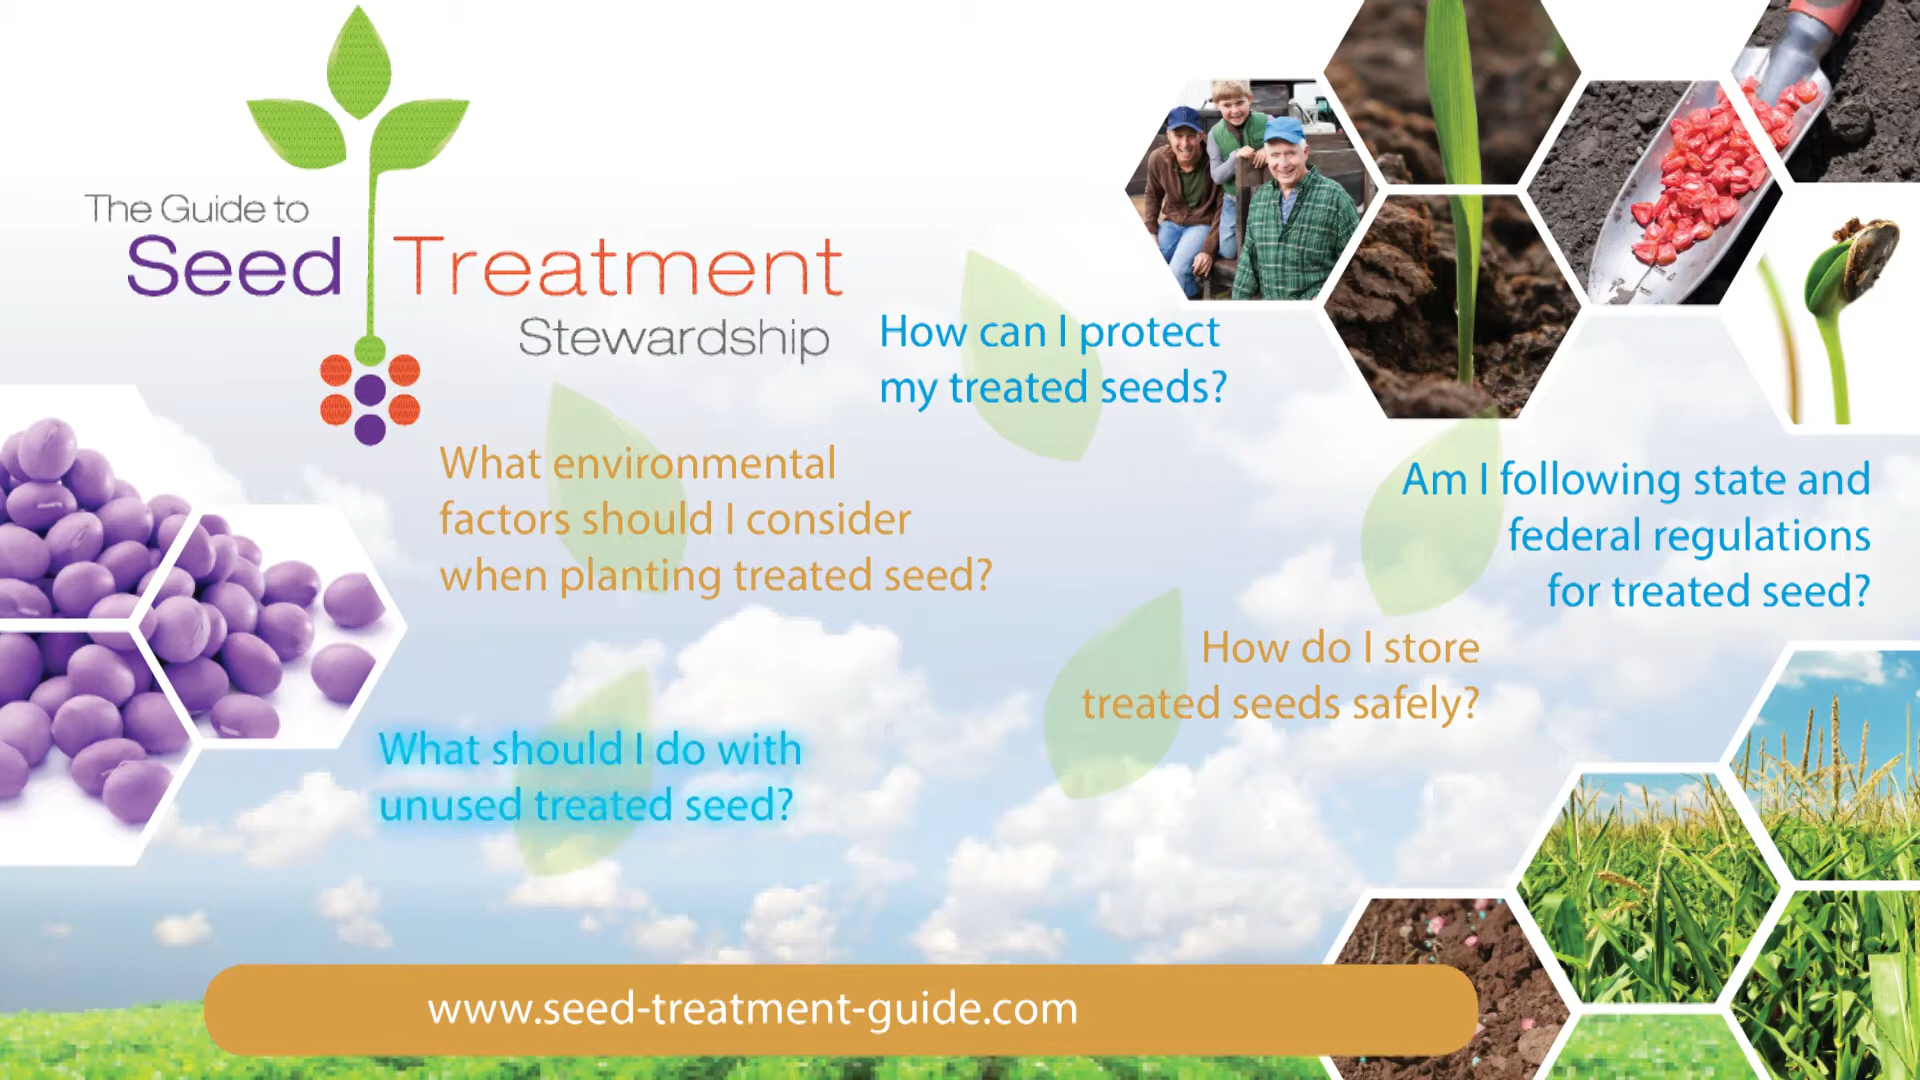 The Guide to
Seed Treatment
Stewardship
How can I protect
my treated seeds?
What environmental
factors should I consider
when planting treated seed?
Am I following state and
federal regulations
for treated seed?
How do I store
treated seeds safely?
What should I do with
unused treated seed?
www.seed-treatment-guide.com